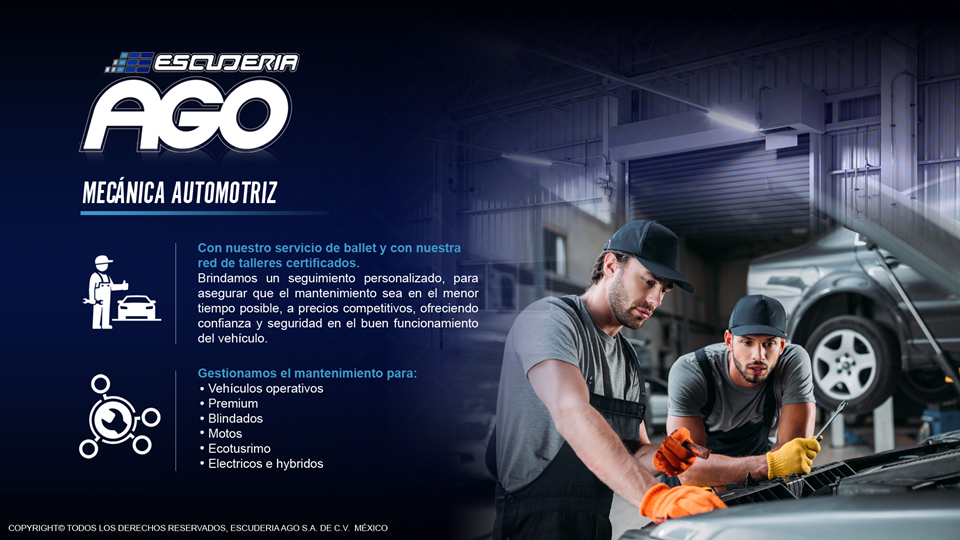 ESCUDERIA
AGO
MECÁNICA AUTOMOTRIZ
Con nuestro servicio de ballet y con nuestra
red de talleres certificados.
Brindamos un seguimiento personalizado, para
asegurar que el mantenimiento sea en el menor
tiempo posible, a precios competitivos, ofreciendo
confianza y seguridad en el buen funcionamiento
del vehículo.
Gestionamos el mantenimiento para:
• Vehículos operativos
• Premium
• Blindados
• Motos
• Ecotusrimo
• Electricos e hybridos
COPYRIGHT© TODOS LOS DERECHOS RESERVADOS, ESCUDERIA AGO S.A. DE C.V. MÉXICO